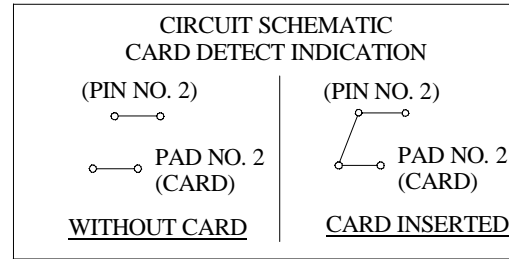 CIRCUIT SCHEMATIC
CARD DETECT INDICATION
(PIN NO. 2)
PAD NO. 2
(CARD)
WITHOUT CARD
(PIN NO. 2)
PAD NO. 2
(CARD)
CARD INSERTED